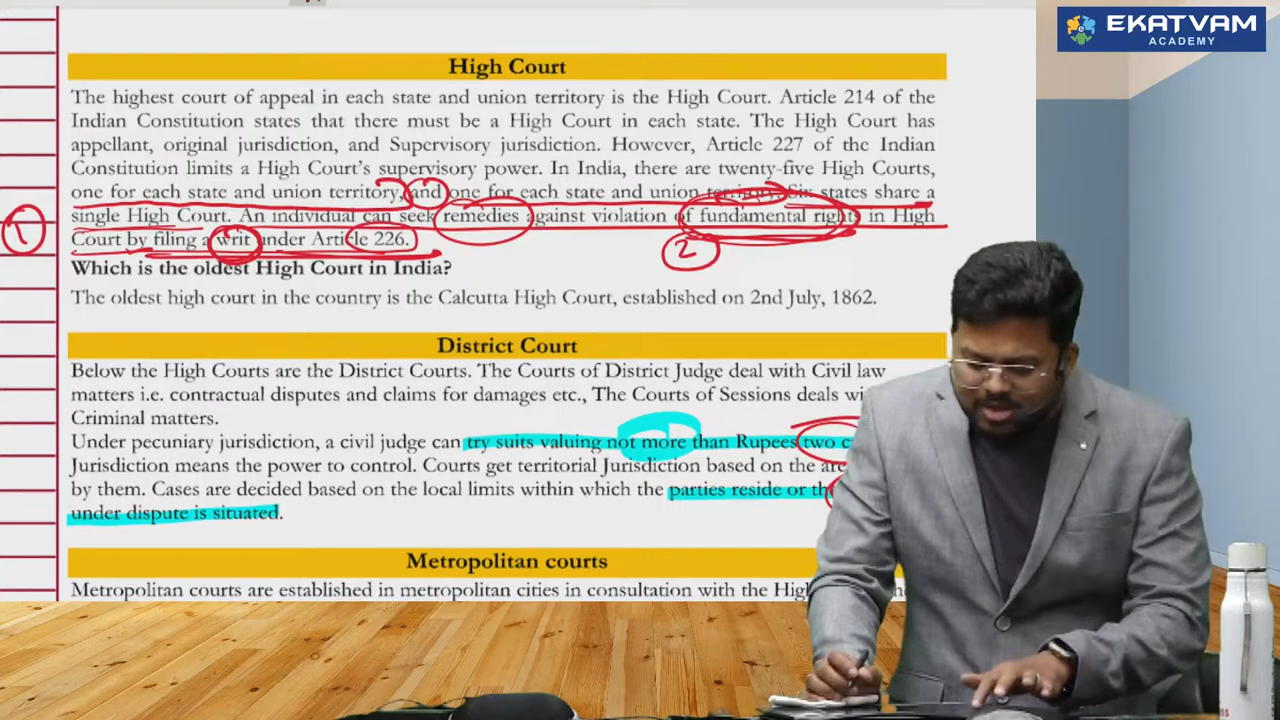 EKATVAM
ACADEMY
High Court
The highest court of appeal in each state and union territory is the High Court. Article 214 of the
Indian Constitution states that there must be a High Court in each state. The High Court has
appellant, original jurisdiction, and Supervisory jurisdiction. However, Article 227 of the Indian
Constitution limits a High Court's supervisory power. In India, there are twenty-five High Courts,
one for each state and union territory, and one for each state and union territory. Six states share a
single High Court. An individual can seek remedies against violation of fundamental rights in High
1
Court by filing a writ under Article 226.
2
Which is the oldest High Court in India?
The oldest high court in the country is the Calcutta High Court, established on 2nd July, 1862.
District Court
Below the High Courts are the District Courts. The Courts of District Judge deal with Civil law
matters i.e. contractual disputes and claims for damages etc., The Courts of Sessions deals
Criminal matters.
Under pecuniary jurisdiction, a civil judge can try suits valuing not more than Rupees two
Jurisdiction means the power to control. Courts get territorial Jurisdiction based on the
by them. Cases are decided based on the local limits within which the parties reside or
under dispute is situated.
Metropolitan courts
Metropolitan courts are established in metropolitan cities in consultation with the